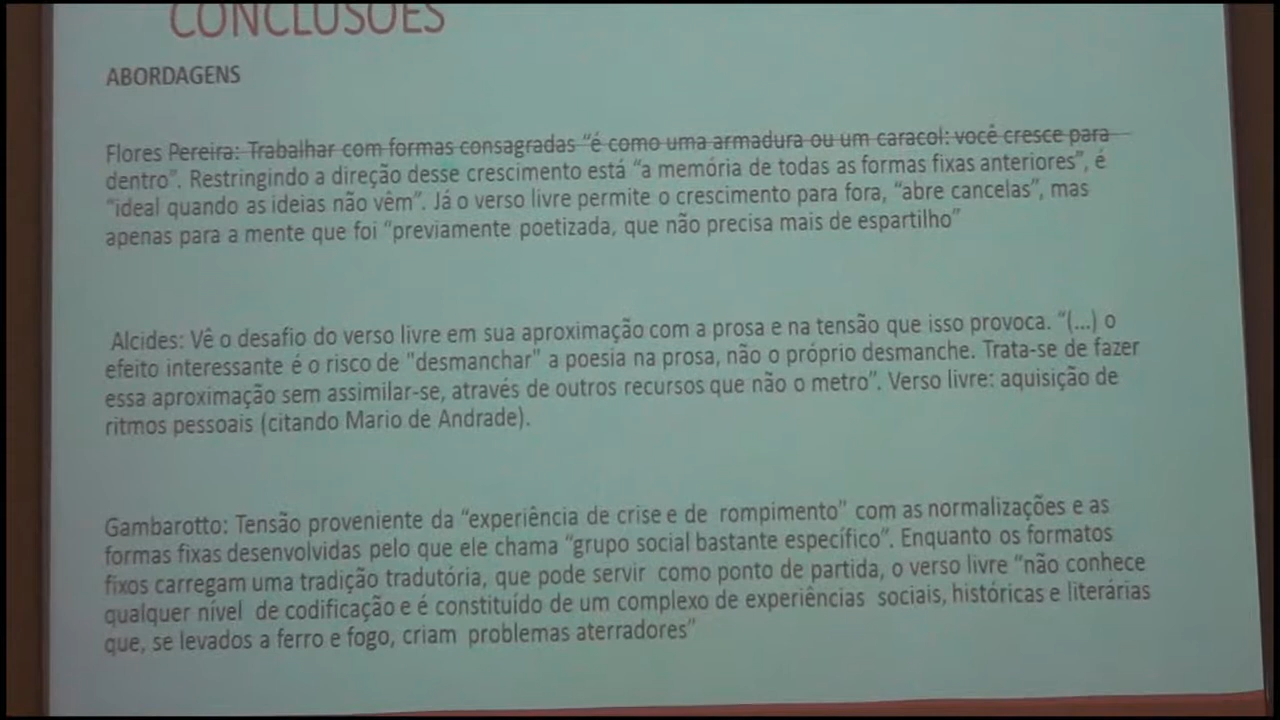 CONCLUSÕES
ABORDAGENS
Flores Pereira: Trabalhar com formas consagradas “é como uma armadura ou um caracol: você cresce para
dentro”. Restringindo a direção desse crescimento está “a memória de todas as formas fixas anteriores”, é
“ideal quando as ideias não vêm”. Já o verso livre permite o crescimento para fora, “abre cancelas”, mas
apenas para a mente que foi “previamente poetizada, que não precisa mais de espartilho”
Alcides: Vê o desafio do verso livre em sua aproximação com a prosa e na tensão que isso provoca. “(...) o
efeito interessante é o risco de "desmanchar" a poesia na prosa, não o próprio desmanche. Trata-se de fazer
essa aproximação sem assimilar-se, através de outros recursos que não o metro”. Verso livre: aquisição de
ritmos pessoais (citando Mario de Andrade).
Gambarotto: Tensão proveniente da “experiência de crise e de rompimento” com as normalizações e as
formas fixas desenvolvidas pelo que ele chama “grupo social bastante específico”. Enquanto os formatos
fixos carregam uma tradição tradutória, que pode servir como ponto de partida, o verso livre “não conhece
qualquer nível de codificação e é constituído de um complexo de experiências sociais, históricas e literárias
que, se levados a ferro e fogo, criam problemas aterradores”